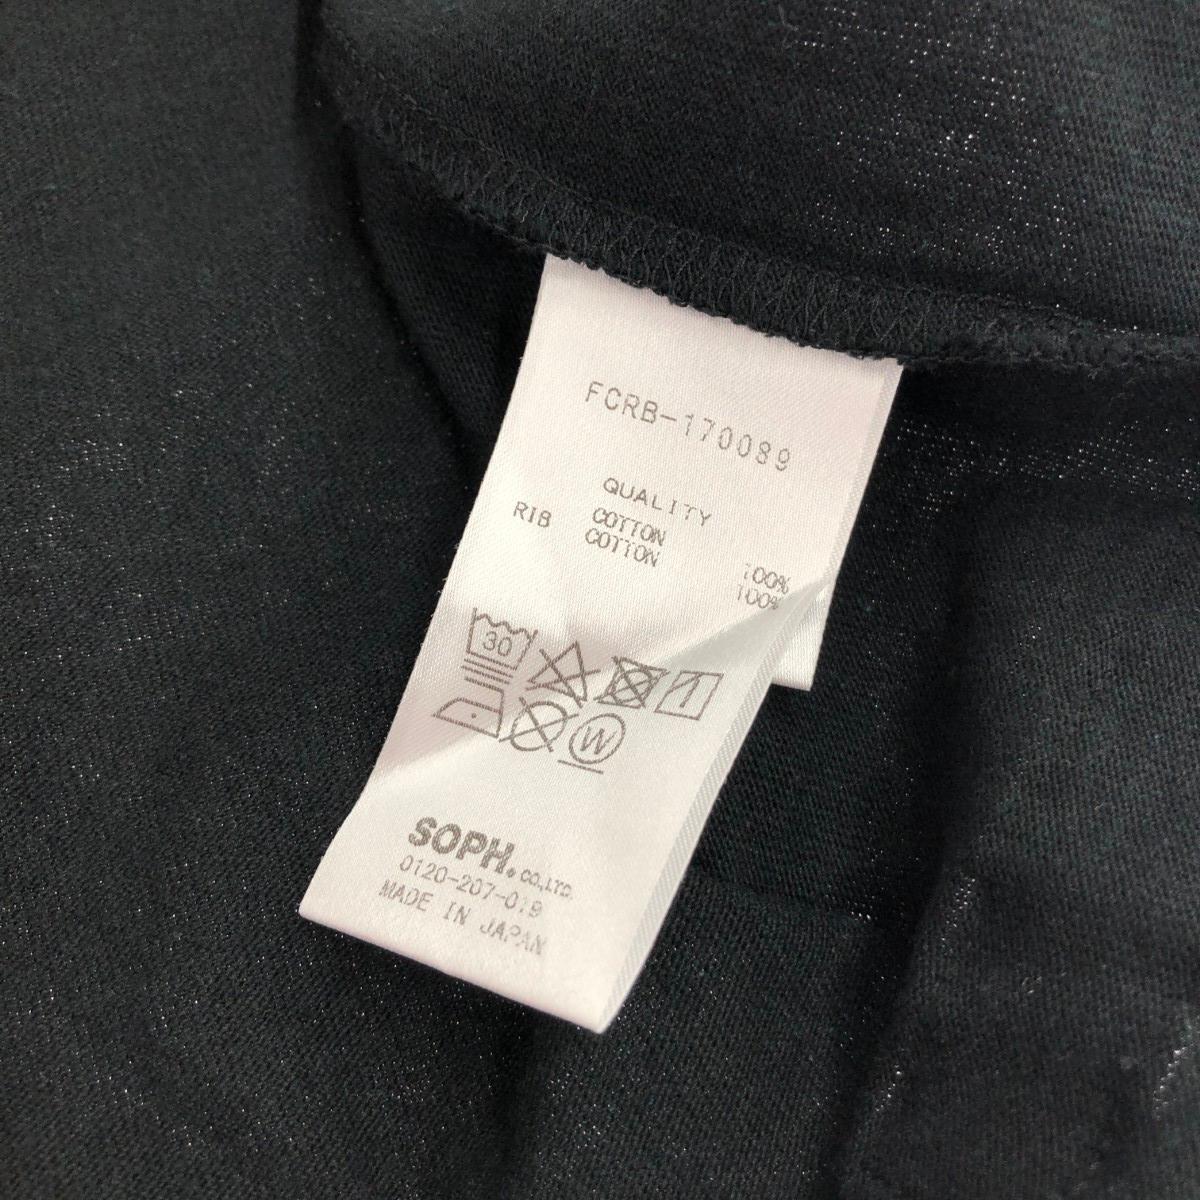 FCRB-170089
QUALITY
COTTON 100%
RIB COTTON 100%
30
W
SOPH. CO.,LTD.
0120-207-019
MADE IN JAPAN